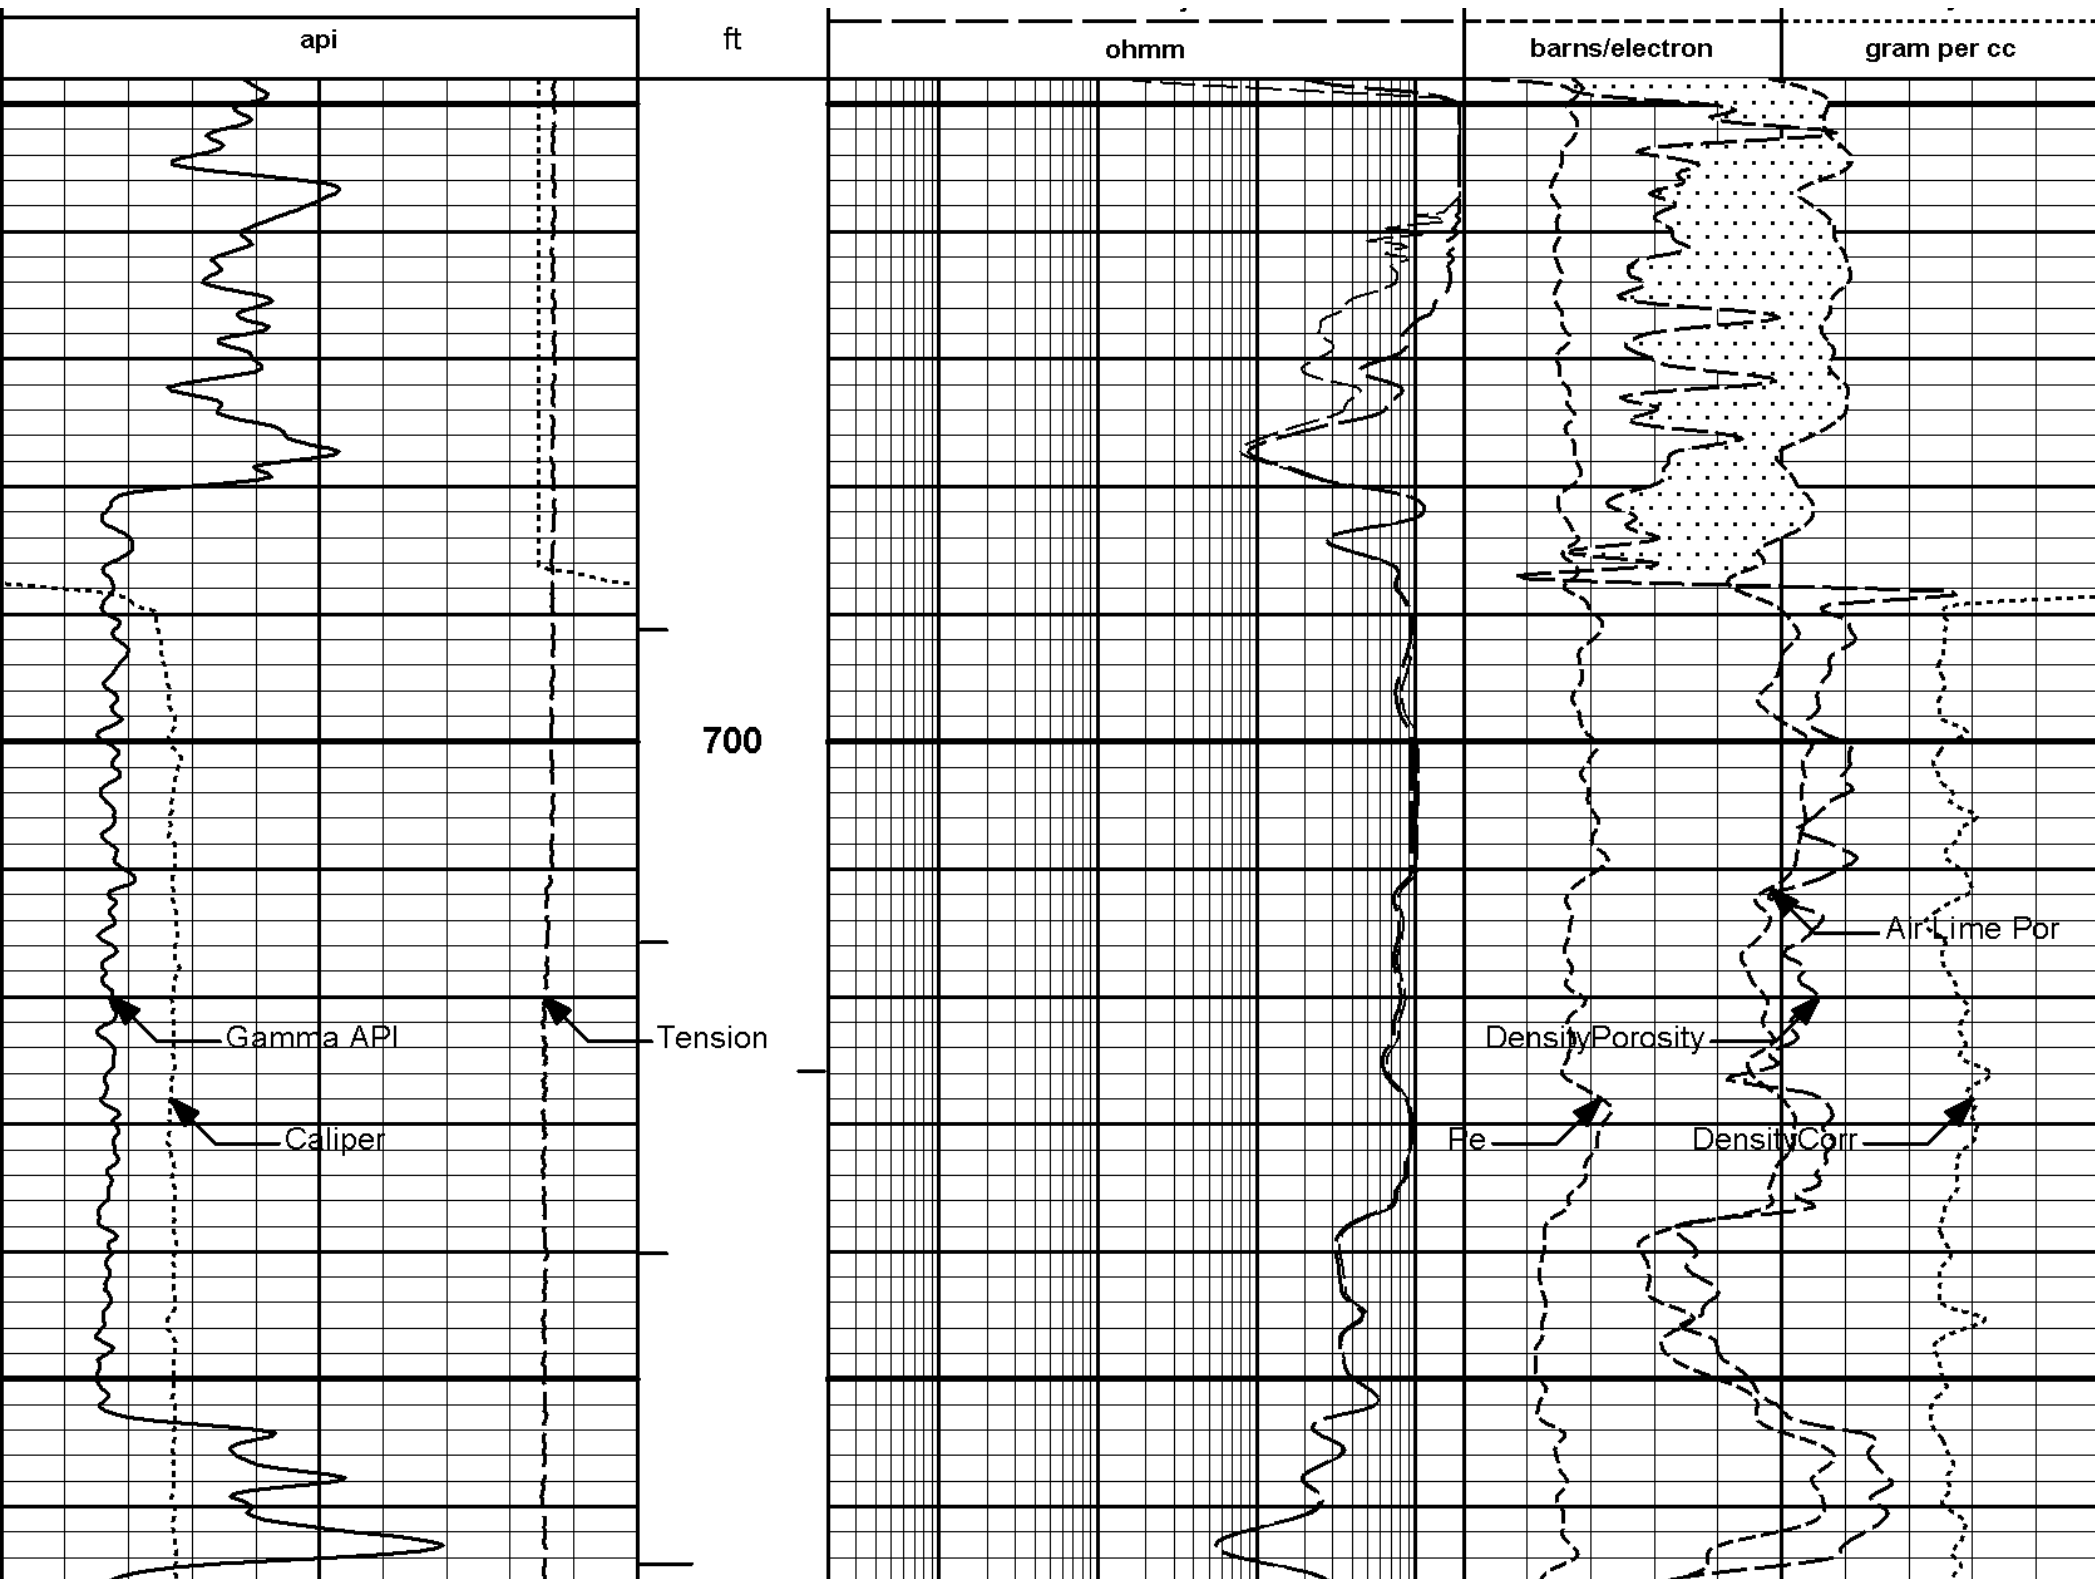 api
ft
ohmm
barns/electron
gram per cc
700
Air Lime Por
Gamma API
Tension
DensityPorosity
Caliper
Pe
DensityCorr